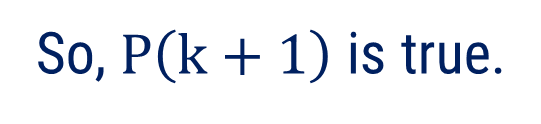 So, P(k + 1) is true.